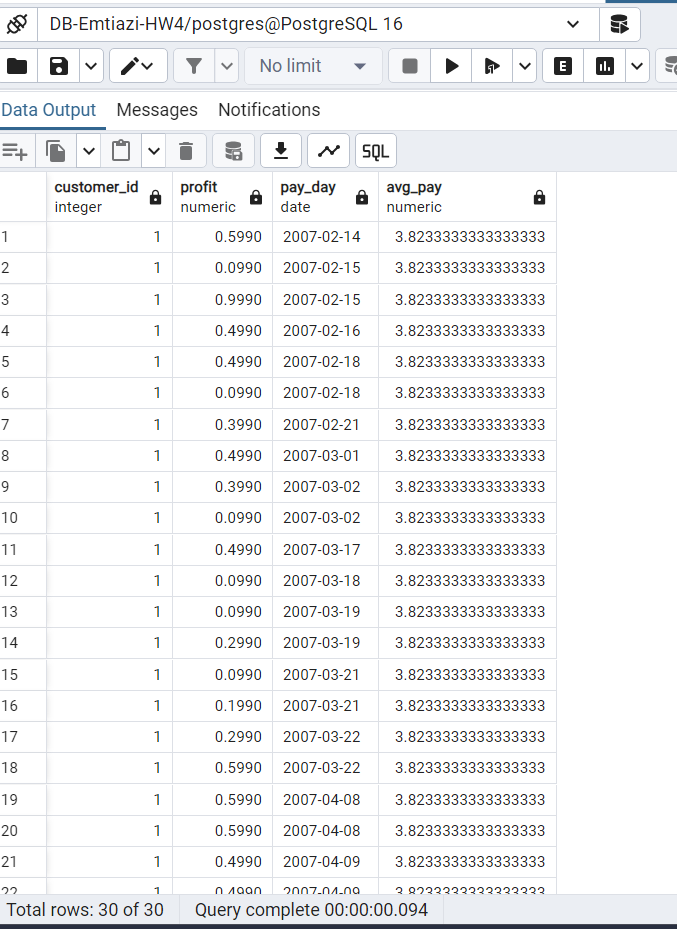 DB-Emtiazi-HW4/postgres@PostgreSQL 16
No limit
E
Data Output Messages Notifications
SQL
customer_id profit pay_day avg_pay
integer numeric date numeric
1 1 0.5990 2007-02-14 3.8233333333333333
2 1 0.0990 2007-02-15 3.8233333333333333
3 1 0.9990 2007-02-15 3.8233333333333333
4 1 0.4990 2007-02-16 3.8233333333333333
5 1 0.4990 2007-02-18 3.8233333333333333
6 1 0.0990 2007-02-18 3.8233333333333333
7 1 0.3990 2007-02-21 3.8233333333333333
8 1 0.4990 2007-03-01 3.8233333333333333
9 1 0.3990 2007-03-02 3.8233333333333333
10 1 0.0990 2007-03-02 3.8233333333333333
11 1 0.4990 2007-03-17 3.8233333333333333
12 1 0.0990 2007-03-18 3.8233333333333333
13 1 0.0990 2007-03-19 3.8233333333333333
14 1 0.2990 2007-03-19 3.8233333333333333
15 1 0.0990 2007-03-21 3.8233333333333333
16 1 0.1990 2007-03-21 3.8233333333333333
17 1 0.2990 2007-03-22 3.8233333333333333
18 1 0.5990 2007-03-22 3.8233333333333333
19 1 0.5990 2007-04-08 3.8233333333333333
20 1 0.5990 2007-04-08 3.8233333333333333
21 1 0.4990 2007-04-09 3.8233333333333333
22 1 0.4990 2007-04-09 3.8233333333333333
Total rows: 30 of 30 Query complete 00:00:00.094